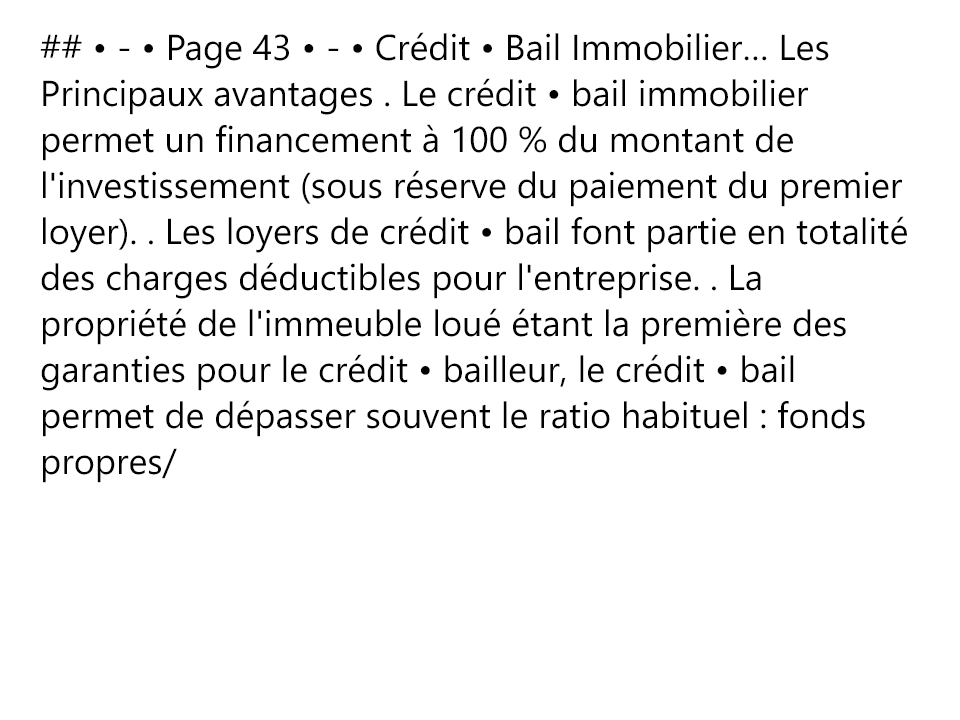 ## • - • Page 43 • - • Crédit • Bail Immobilier... Les
Principaux avantages . Le crédit • bail immobilier
permet un financement à 100 % du montant de
l'investissement (sous réserve du paiement du premier
loyer). . Les loyers de crédit • bail font partie en totalité
des charges déductibles pour l'entreprise. . La
propriété de l'immeuble loué étant la première des
garanties pour le crédit • bailleur, le crédit • bail
permet de dépasser souvent le ratio habituel : fonds
propres/